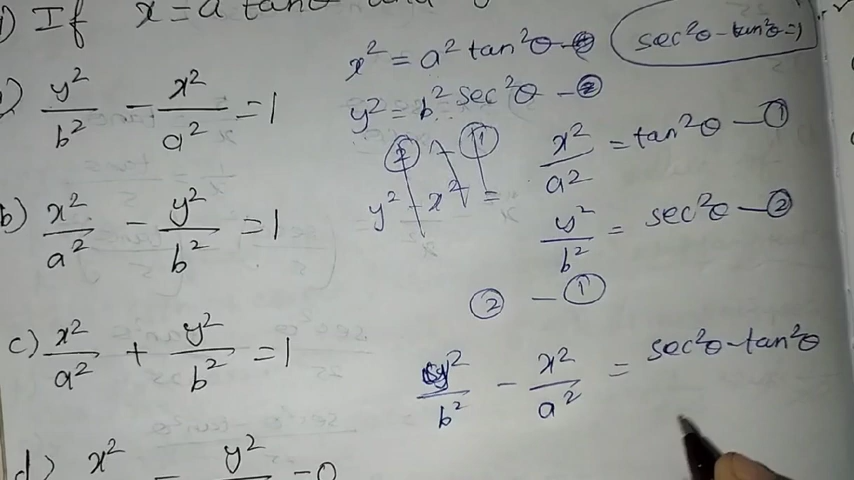 1) If x = a tanθ and y
a) y²/b² - x²/a² = 1
b) x²/a² - y²/b² = 1
c) x²/a² + y²/b² = 1
d) x² - y² = 0
x² = a² tan²θ
y² = b² sec²θ - ②
② - ①
y² - x² =
sec²θ - tan²θ = 1
x²/a² = tan²θ - ①
y²/b² = sec²θ - ②
② - ①
y²/b² - x²/a² = sec²θ - tan²θ